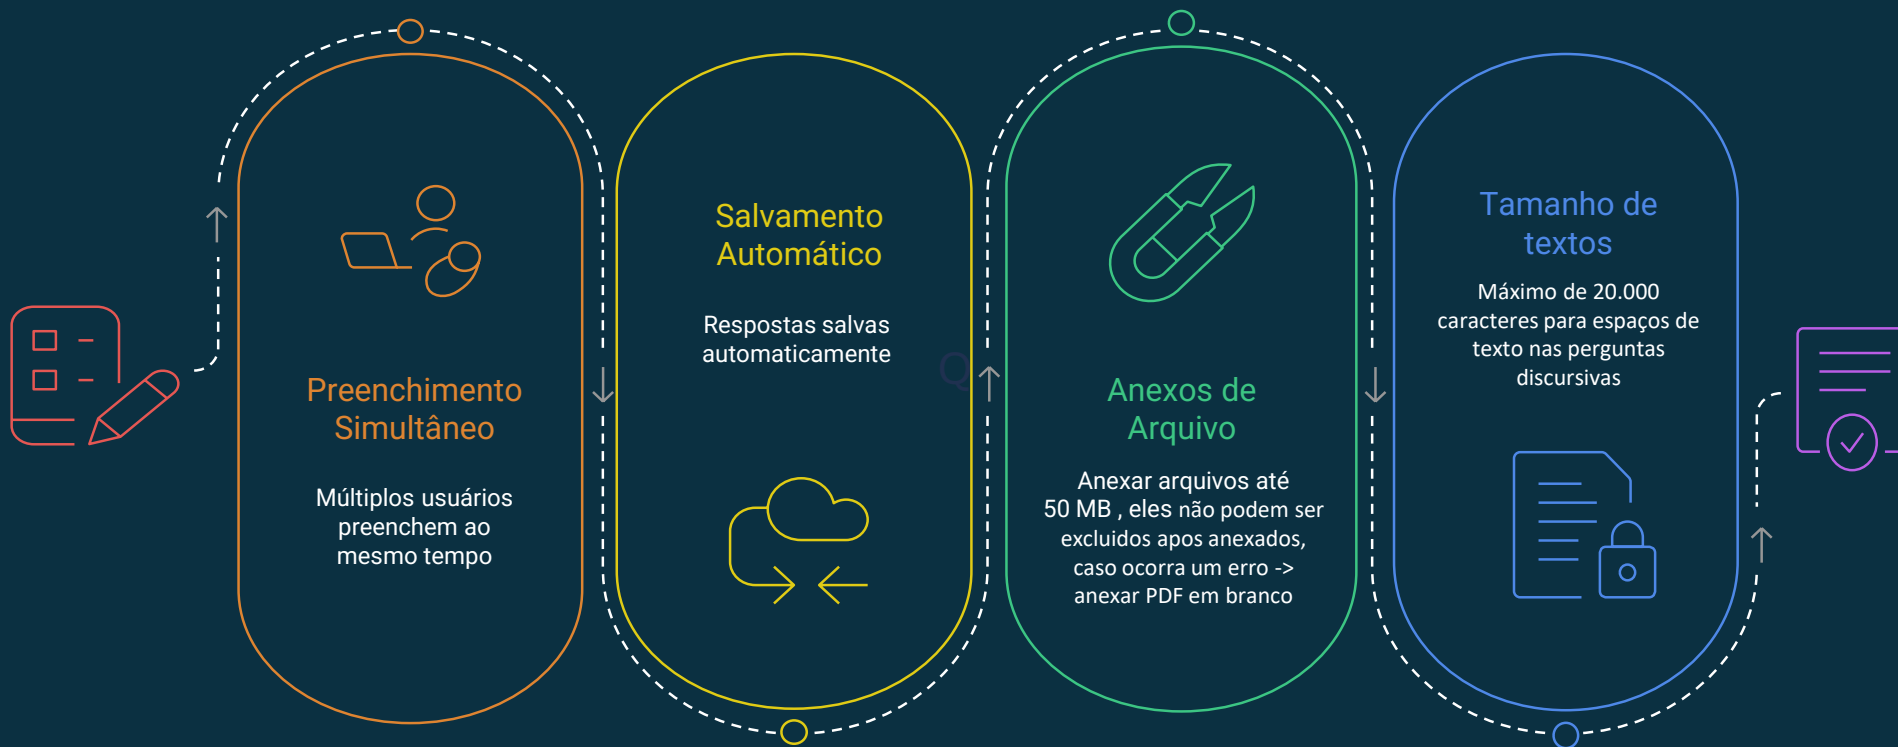 Preenchimento
Simultâneo
Múltiplos usuários
preenchem ao
mesmo tempo
Salvamento
Automático
Respostas salvas
automaticamente
Q
Anexos de
Arquivo
Anexar arquivos até
50 MB , eles não podem ser
excluidos apos anexados,
caso ocorra um erro ->
anexar PDF em branco
Tamanho de
textos
Máximo de 20.000
caracteres para espaços de
texto nas perguntas
discursivas